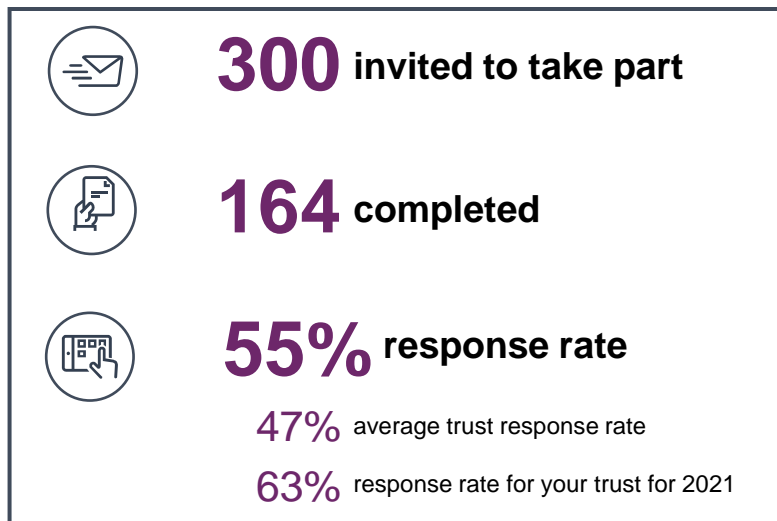 300 invited to take part
164 completed
55% response rate
47% average trust response rate
63% response rate for your trust for 2021